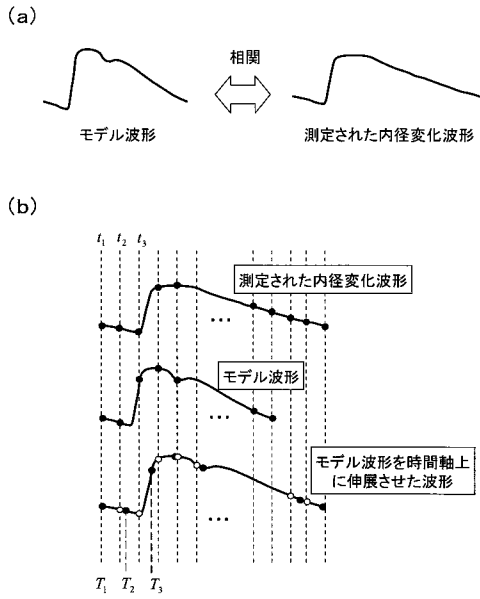 (a)
相関
モデル波形
測定された内径変化波形
(b)
t1 t2 t3
測定された内径変化波形
...
モデル波形
...
モデル波形を時間軸上
に伸展させた波形
...
T1 T2 T3